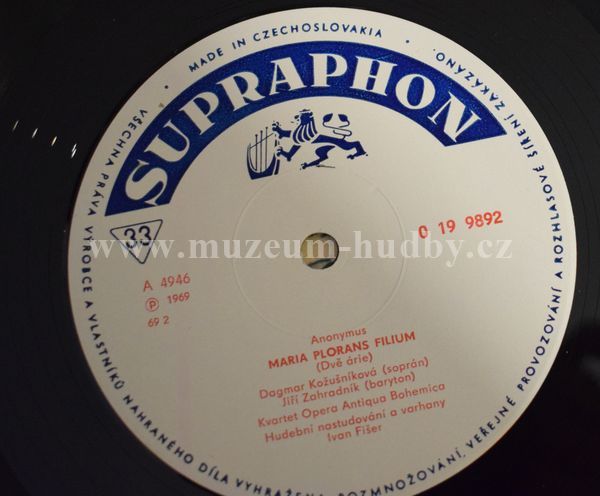 MADE IN CZECHOSLOVAKIA
VŠECHNA PRÁVA VÝROBCE A VLASTNÍKŮ NAHRANÉHO DÍLA VYHRAZENA. ROZMNOŽOVÁNÍ, VEŘEJNÉ PROVOZOVÁNÍ A ROZHLASOVÉ ŠÍŘENÍ ZAKÁZÁNO.
SUPRAPHON
33
0 19 9892
www.muzeum-hudby.cz
A 4946
Ⓟ 1969
69 2
Anonymus
MARIA PLORANS FILIUM
(Dvě árie)
Dagmar Kožušníková (soprán)
Jiří Zahradník (baryton)
Kvartet Opera Antiqua Bohemica
Hudební nastudování a varhany
Ivan Fišer